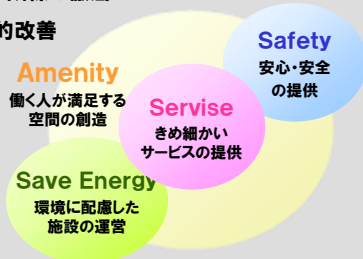 的改善
Safety
安心・安全
の提供
Amenity
働く人が満足する
空間の創造
Servise
きめ細かい
サービスの提供
Save Energy
環境に配慮した
施設の運営